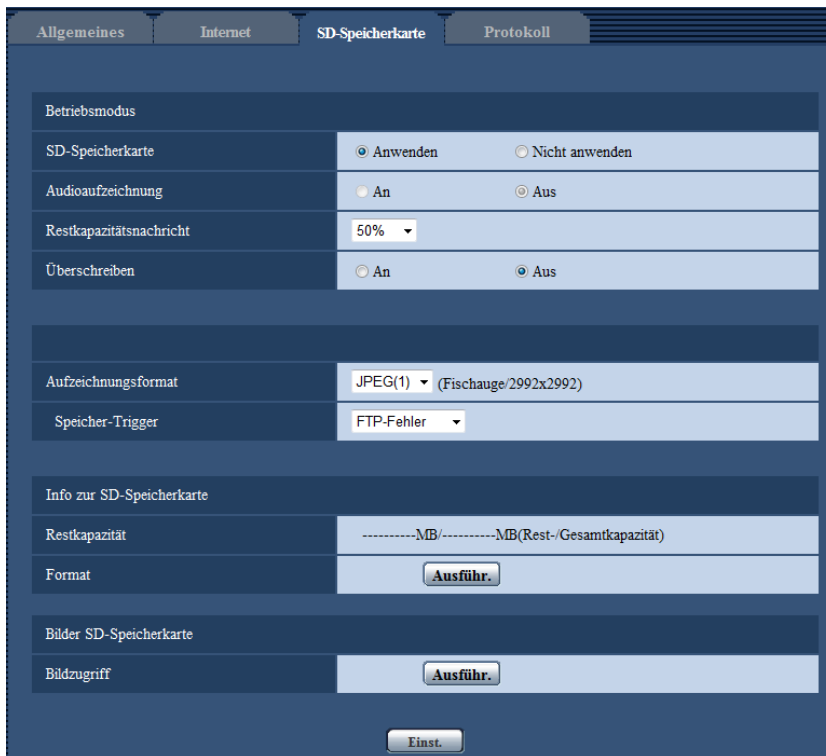 Allgemeines Internet SD-Speicherkarte Protokoll
Betriebsmodus
SD-Speicherkarte Anwenden Nicht anwenden
Audioaufzeichnung An Aus
Restkapazitätsnachricht 50%
Überschreiben An Aus
Aufzeichnungsformat JPEG(1) (Fischauge/2992x2992)
Speicher-Trigger FTP-Fehler
Info zur SD-Speicherkarte
Restkapazität ----------MB/----------MB(Rest-/Gesamtkapazität)
Format Ausführ.
Bilder SD-Speicherkarte
Bildzugriff Ausführ.
Einst.